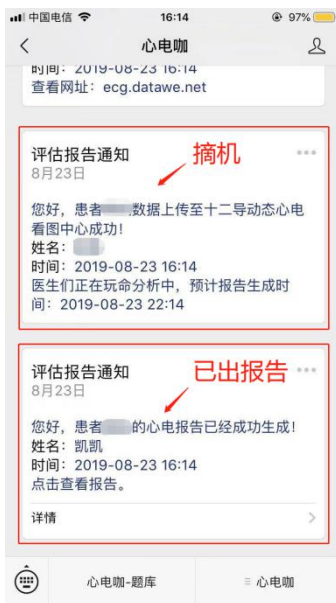 中国电信 16:14 97%
心电咖
时间：2019-08-23 16:14
查看网址：ecg.datawe.net
评估报告通知 摘机
8月23日
您好，患者 数据上传至十二导动态心电
看图中心成功！
姓名：
时间：2019-08-23 16:14
医生们正在玩命分析中，预计报告生成时
间：2019-08-23 22:14
评估报告通知 已出报告
8月23日
您好，患者 的心电报告已经成功生成！
姓名：凯凯
时间：2019-08-23 16:14
点击查看报告。
详情
心电咖-题库 心电咖